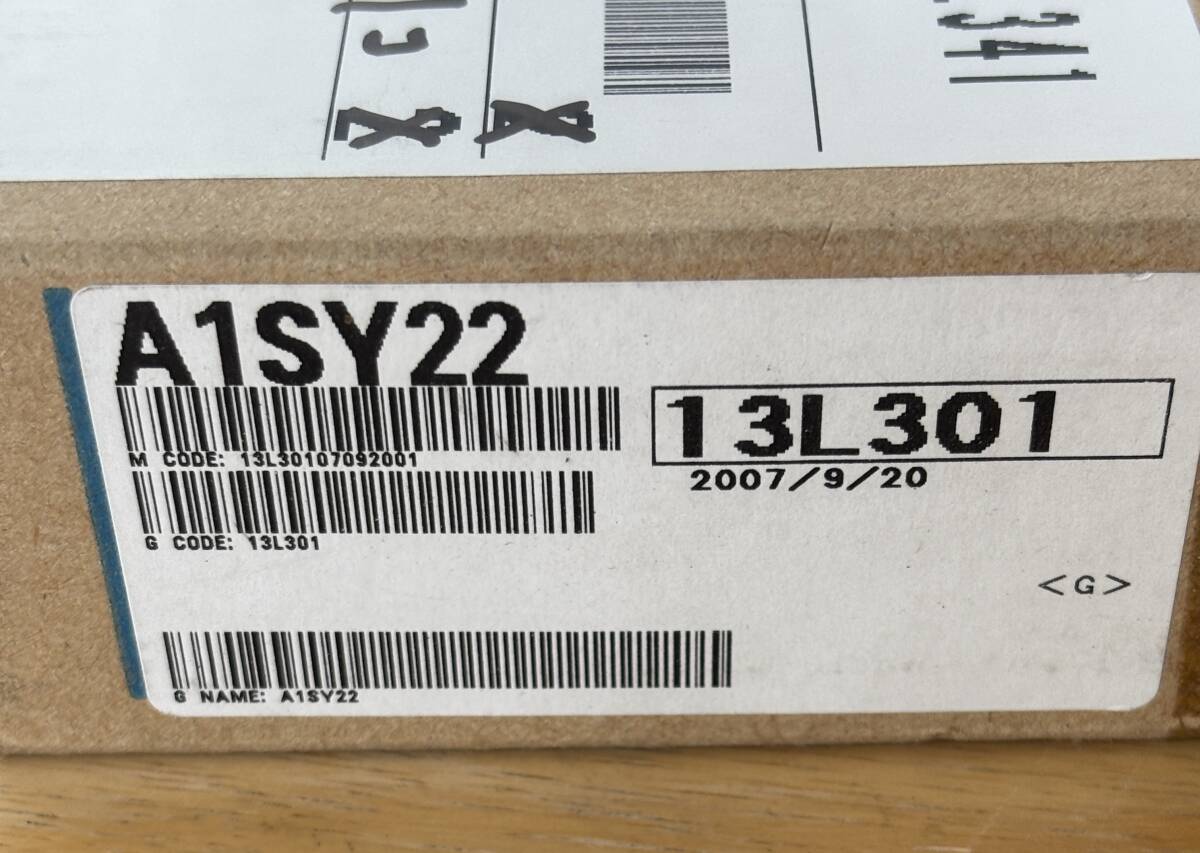 A1SY22
M CODE: 13L30107092001
13L301
2007/9/20
G CODE: 13L301
<G>
G NAME: A1SY22